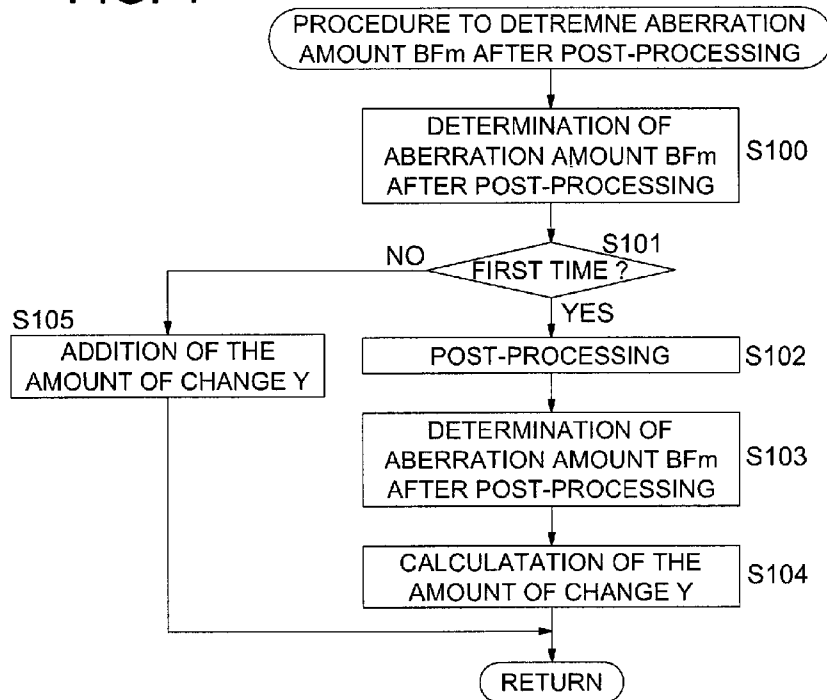 PROCEDURE TO DETREMNE ABERRATION
AMOUNT BFm AFTER POST-PROCESSING
DETERMINATION OF
ABERRATION AMOUNT BFm
AFTER POST-PROCESSING
S100
S101
FIRST TIME ?
NO
YES
S105
ADDITION OF THE
AMOUNT OF CHANGE Y
POST-PROCESSING
S102
DETERMINATION OF
ABERRATION AMOUNT BFm
AFTER POST-PROCESSING
S103
CALCULATATION OF THE
AMOUNT OF CHANGE Y
S104
RETURN